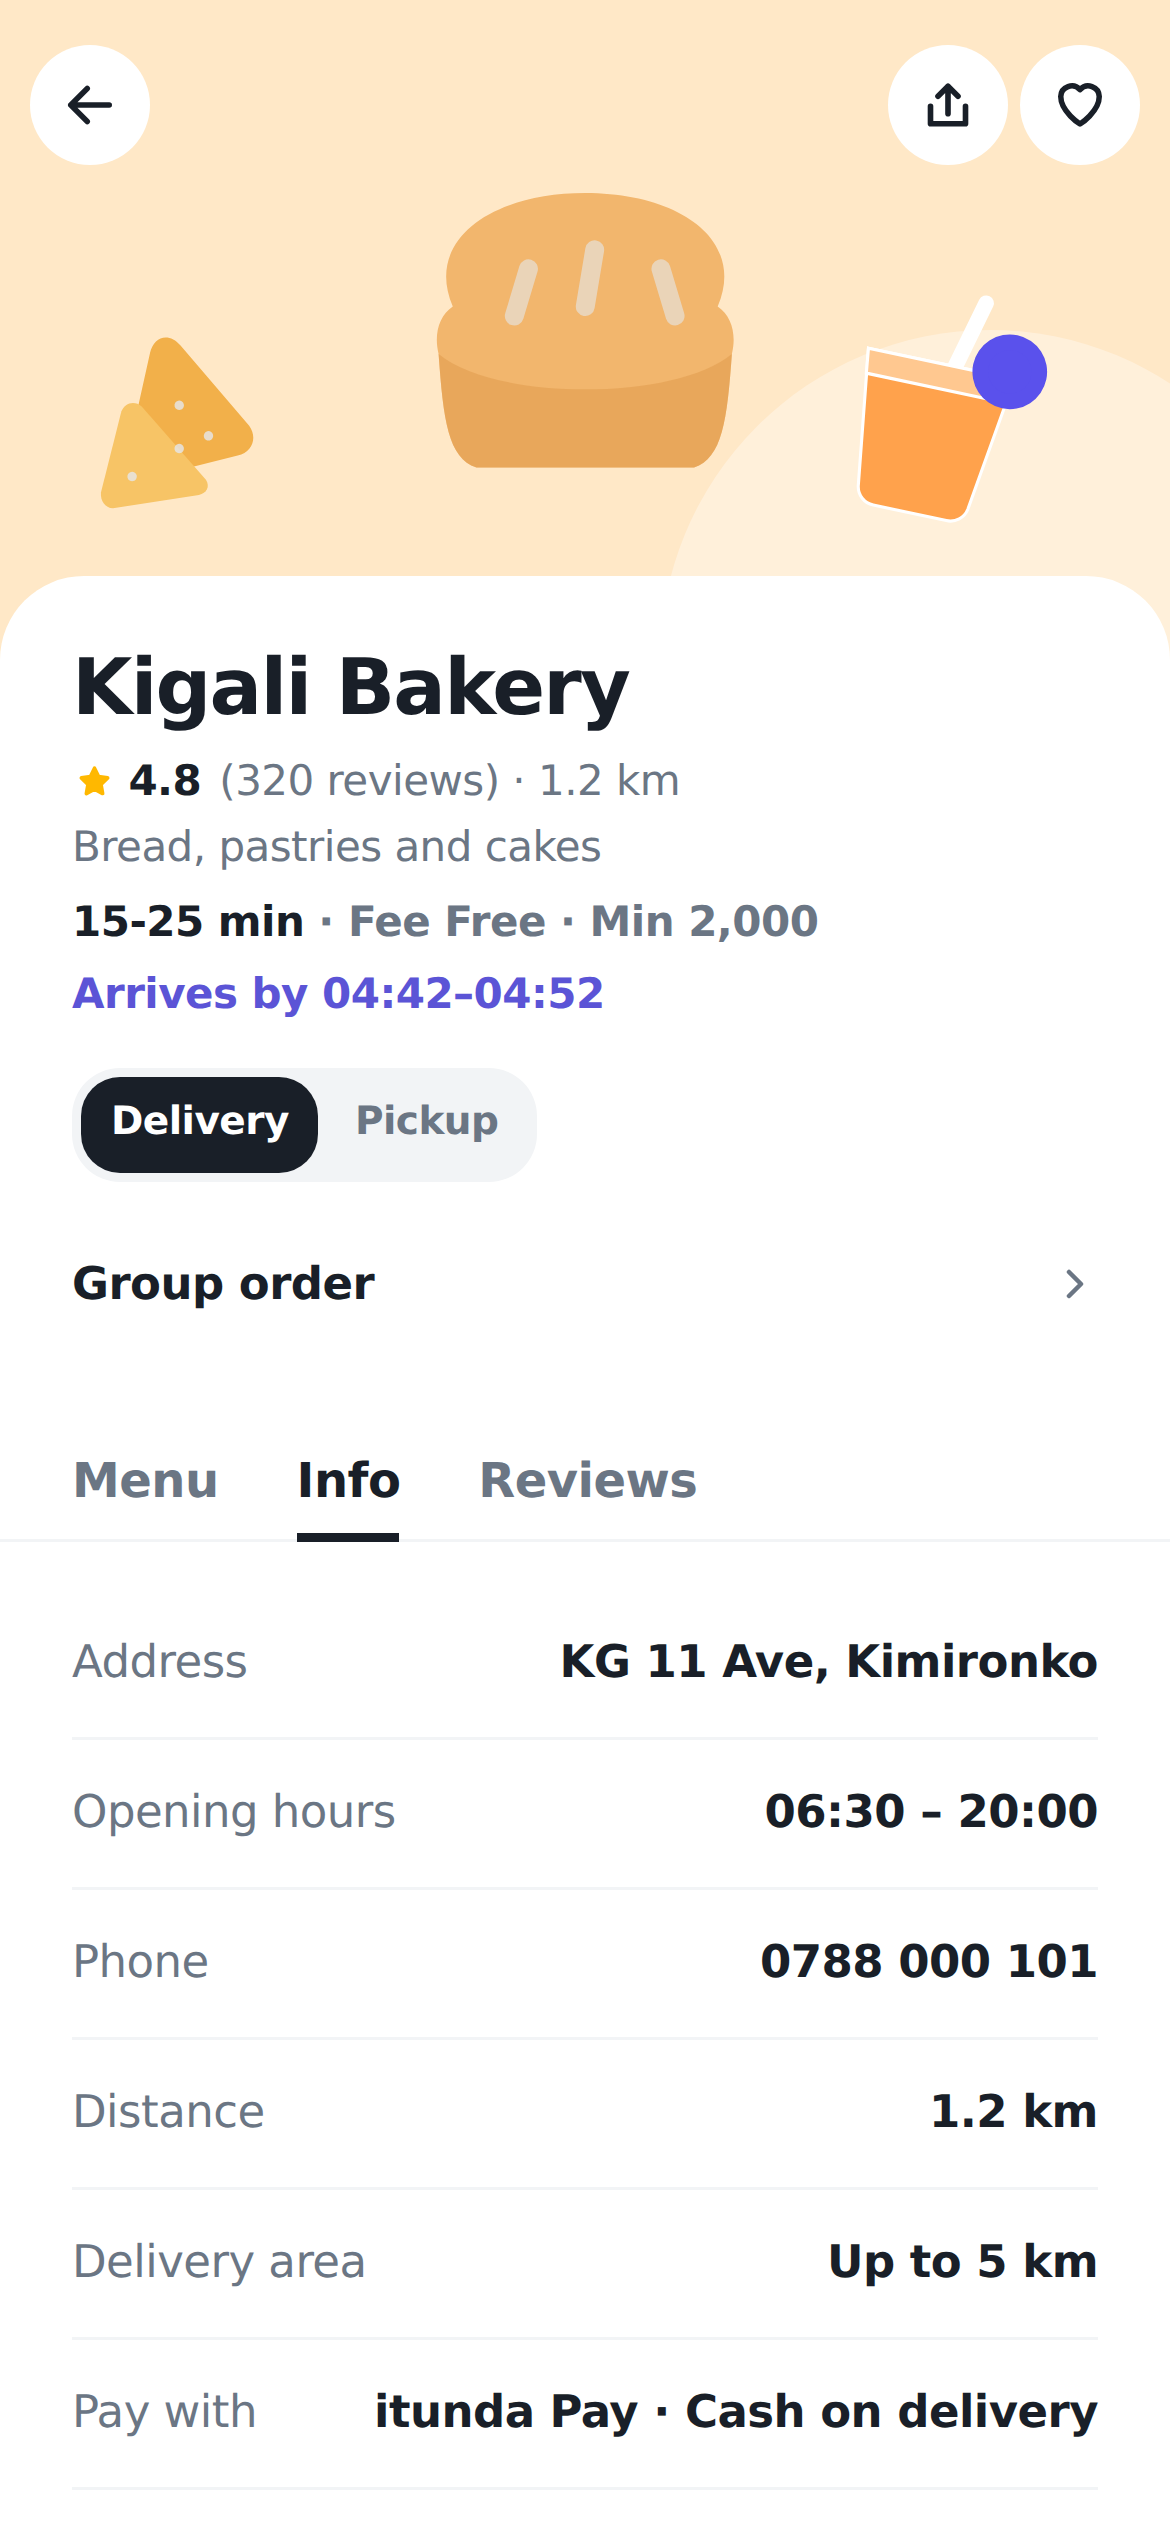 Kigali Bakery
4.8 (320 reviews) · 1.2 km
Bread, pastries and cakes
15-25 min · Fee Free · Min 2,000
Arrives by 04:42–04:52
Delivery Pickup
Group order
Menu Info Reviews
Address KG 11 Ave, Kimironko
Opening hours 06:30 – 20:00
Phone 0788 000 101
Distance 1.2 km
Delivery area Up to 5 km
Pay with itunda Pay · Cash on delivery